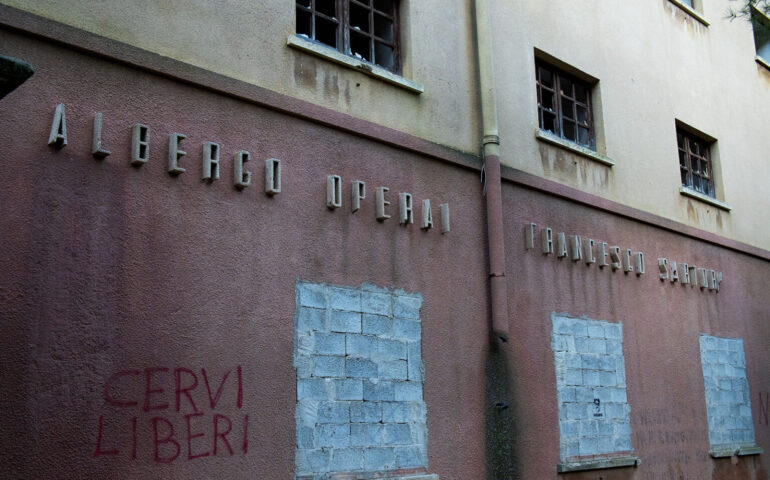 ALBERGO OPERAI FRANCESCO SARTORI
CERVI
LIBERI